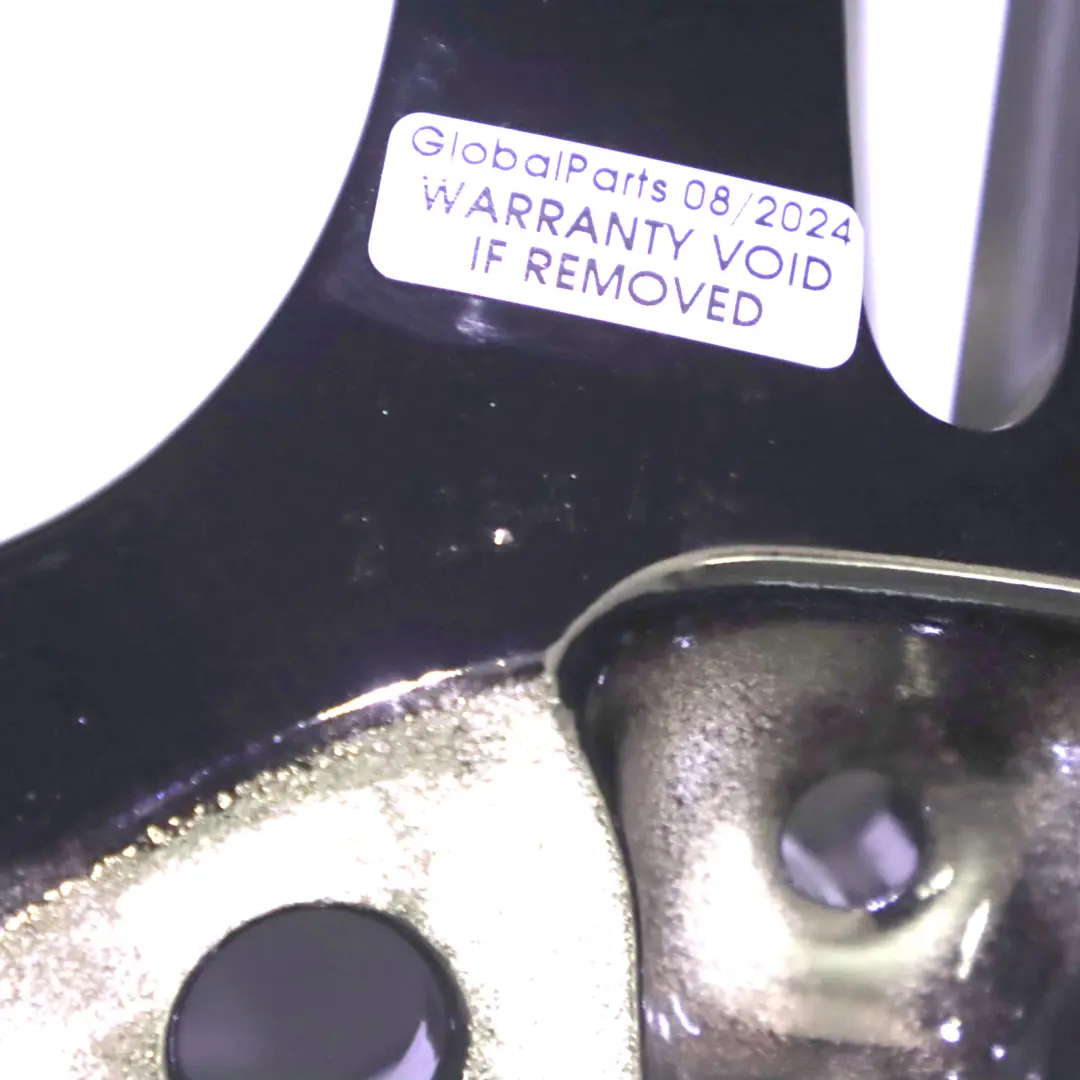 GlobalParts 08/2024
WARRANTY VOID
IF REMOVED